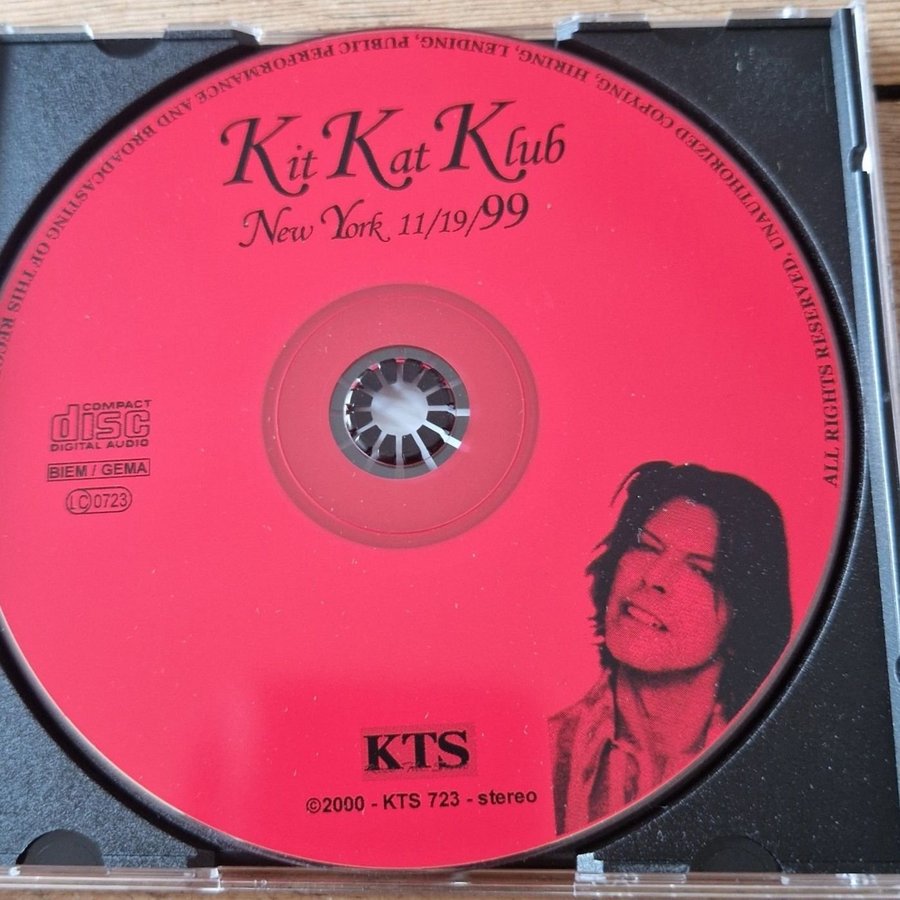 Kit Kat Klub
New York 11/19/99
COMPACT
disc
DIGITAL AUDIO
BIEM / GEMA
LC 0723
KTS
©2000 - KTS 723 - stereo
ALL RIGHTS RESERVED. UNAUTHORIZED COPYING, HIRING, LENDING, PUBLIC PERFORMANCE AND BROADCASTING OF THIS RECO